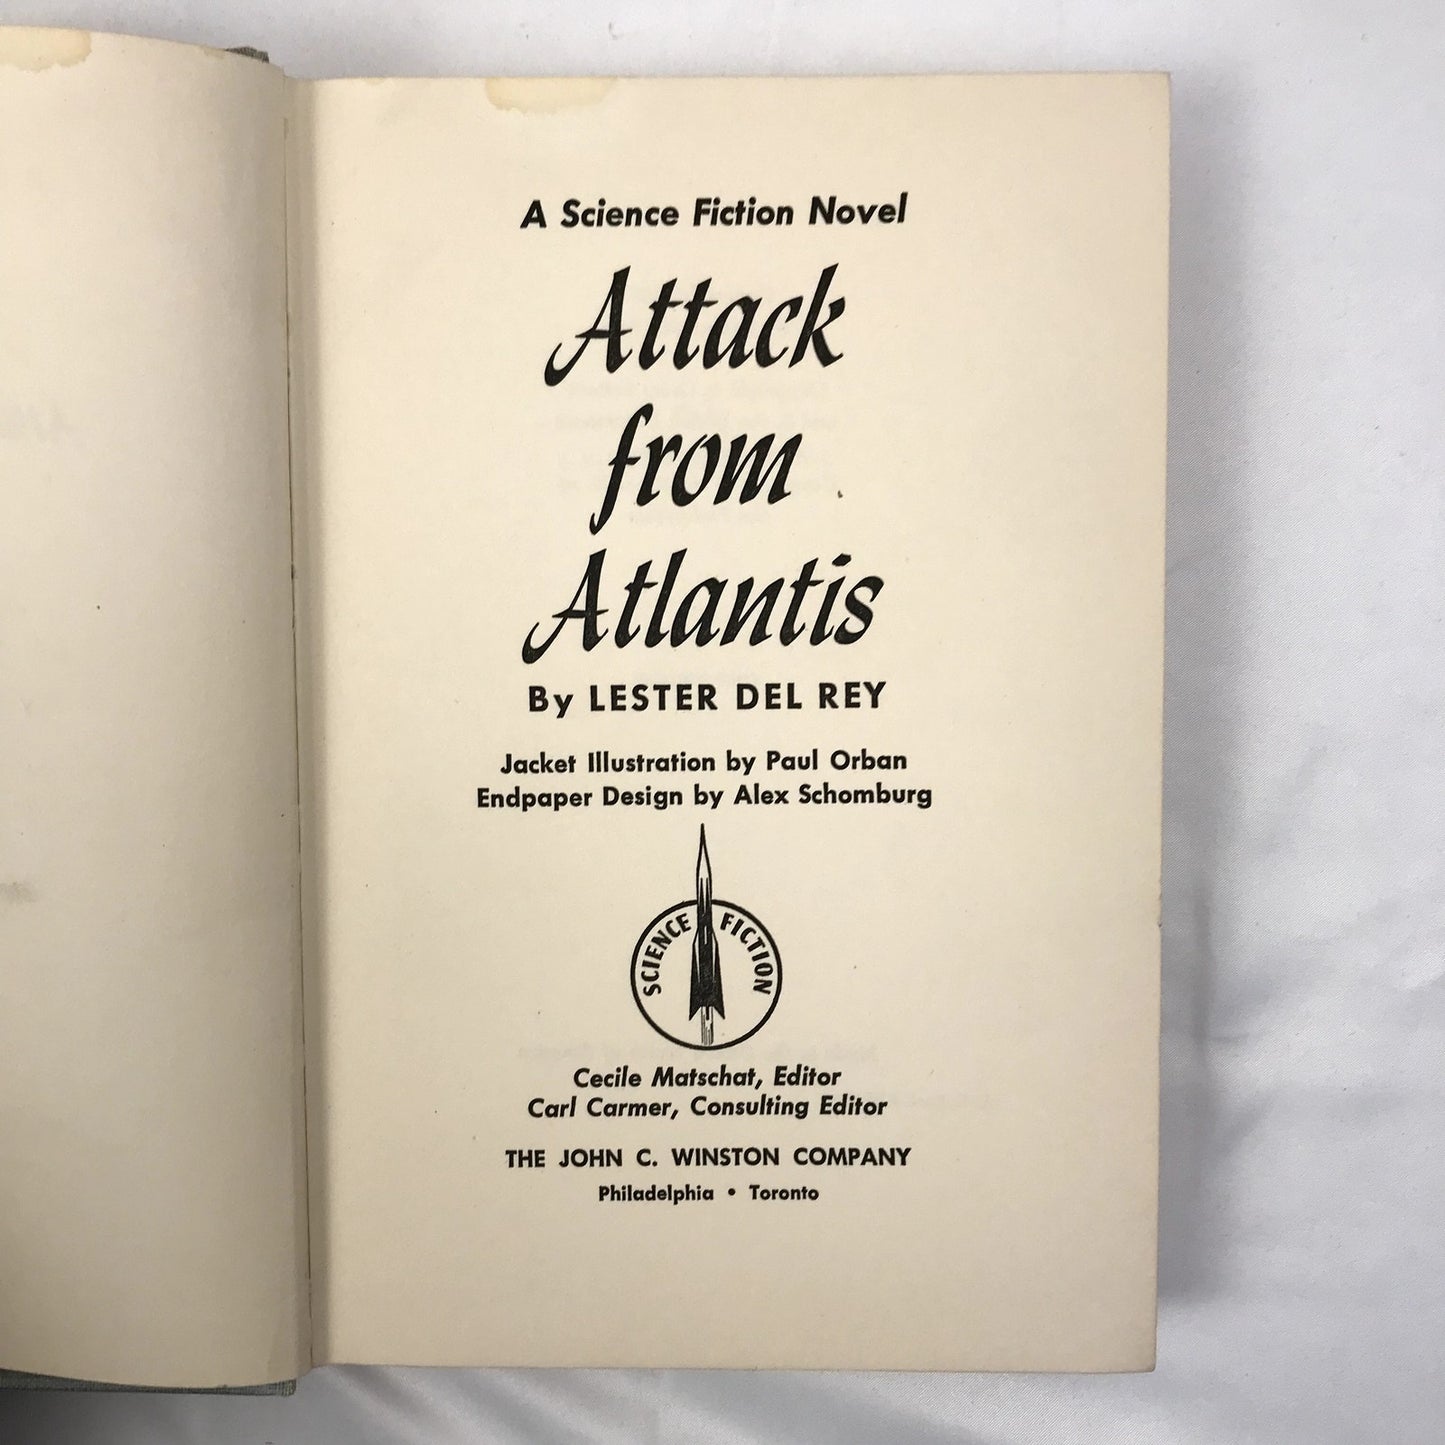 A Science Fiction Novel
Attack
from
Atlantis
By LESTER DEL REY
Jacket Illustration by Paul Orban
Endpaper Design by Alex Schomburg
SCIENCE FICTION
Cecile Matschat, Editor
Carl Carmer, Consulting Editor
THE JOHN C. WINSTON COMPANY
Philadelphia • Toronto